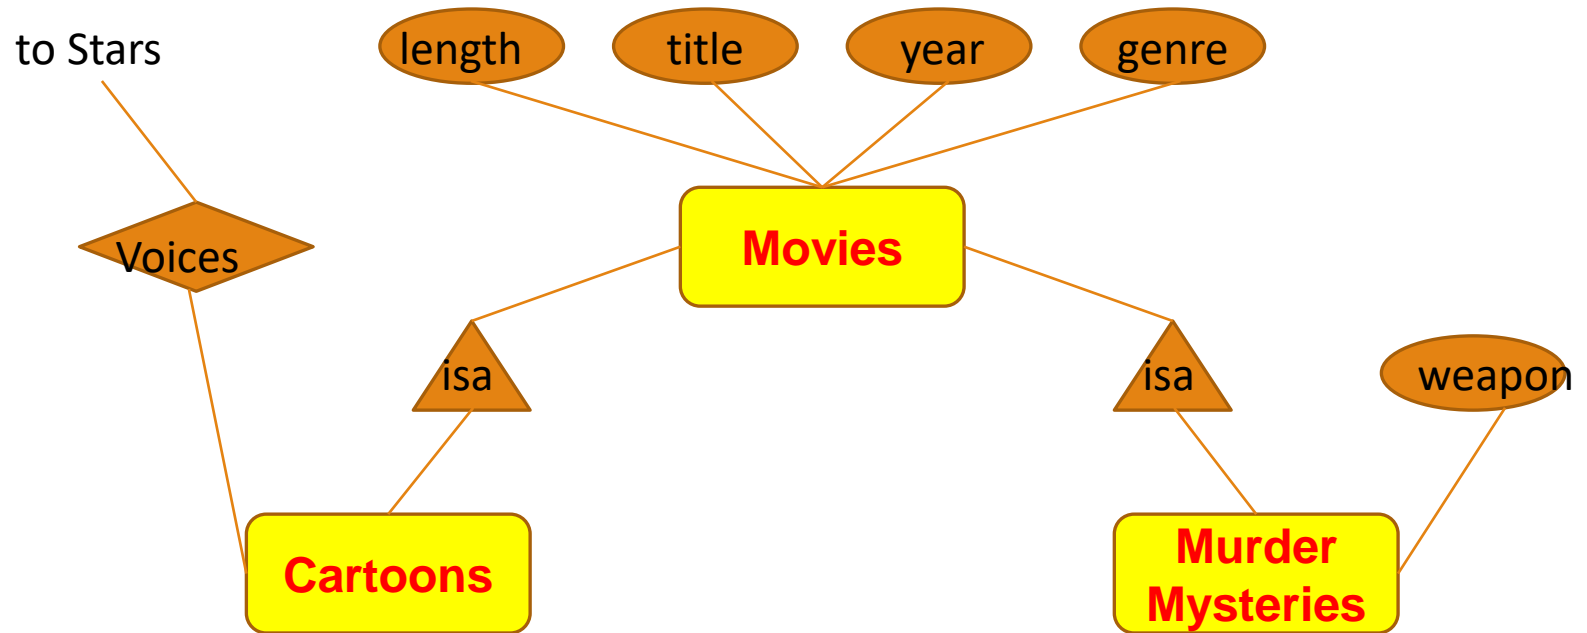 to Stars
length
title
year
genre
Movies
Voices
isa
isa
weapon
Cartoons
Murder
Mysteries